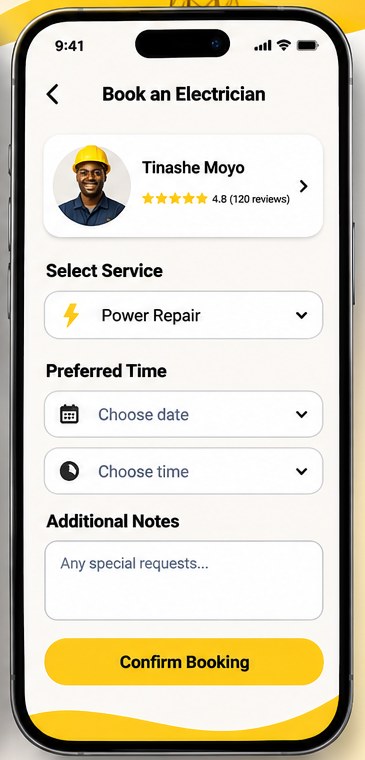 9:41
Book an Electrician
Tinashe Moyo
4.8 (120 reviews)
Select Service
Power Repair
Preferred Time
Choose date
Choose time
Additional Notes
Any special requests...
Confirm Booking